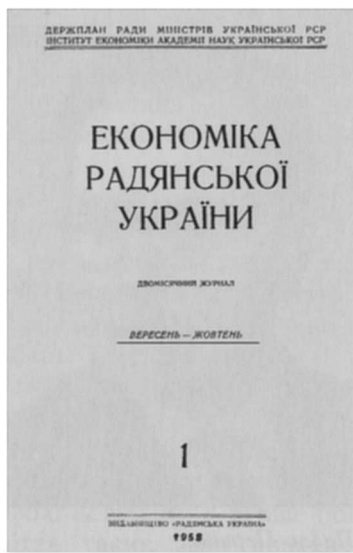 ДЕРЖПЛАН РАДИ МІНІСТРІВ УКРАЇНСЬКОЇ РСР
ІНСТИТУТ ЕКОНОМІКИ АКАДЕМІЇ НАУК УКРАЇНСЬКОЇ РСР
ЕКОНОМІКА
РАДЯНСЬКОЇ
УКРАЇНИ
ДВОМІСЯЧНИЙ ЖУРНАЛ
ВЕРЕСЕНЬ — ЖОВТЕНЬ
1
ВИДАВНИЦТВО «РАДЯНСЬКА УКРАЇНА»
1958